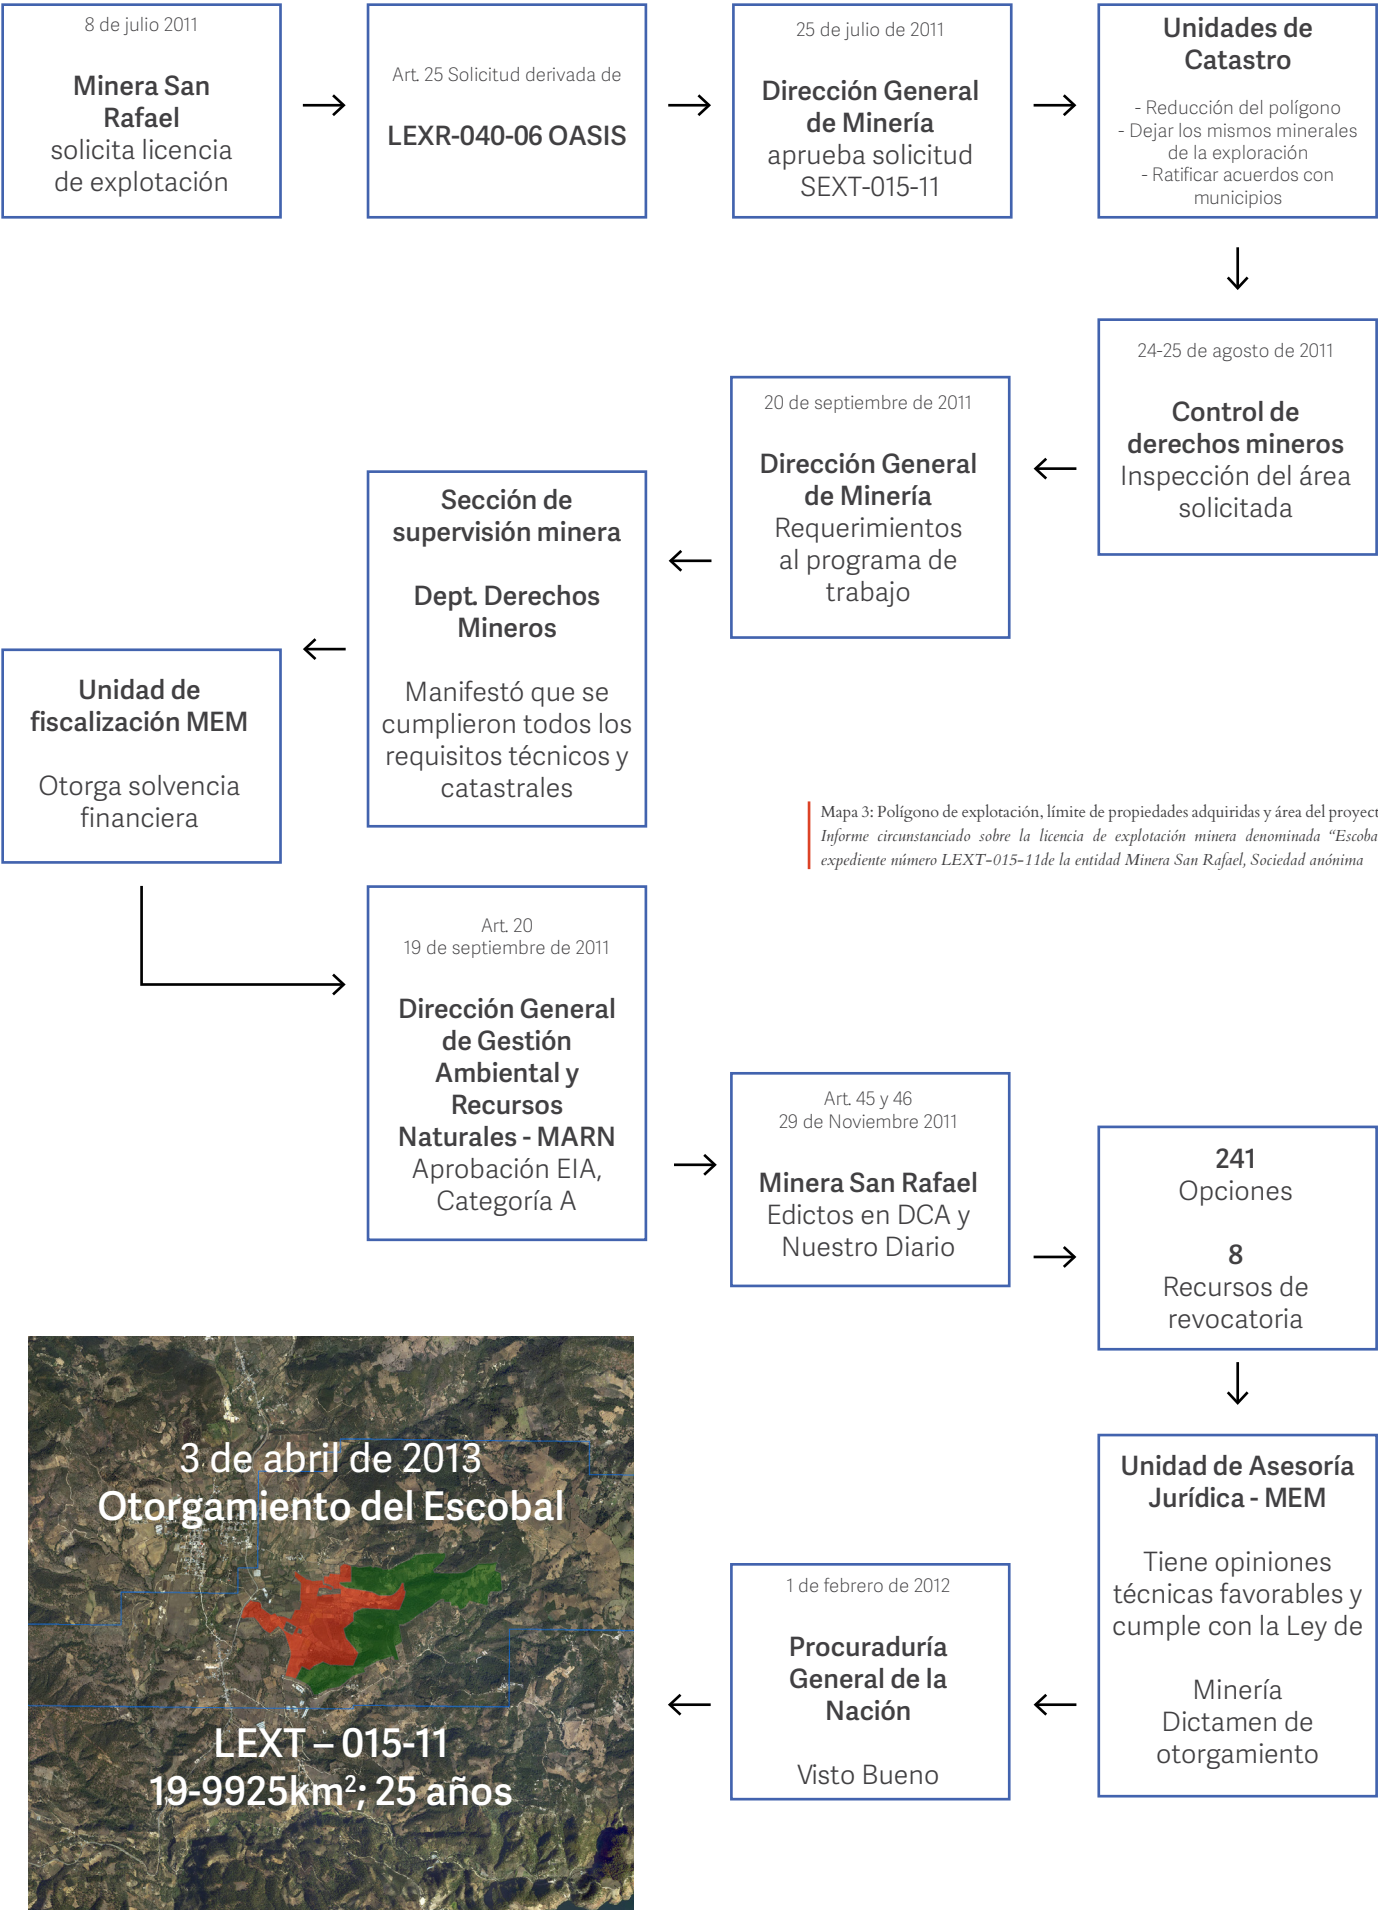 8 de julio 2011
Minera San
Rafael
solicita licencia
de explotación
Art. 25 Solicitud derivada de
LEXR-040-06 OASIS
25 de julio de 2011
Dirección General
de Minería
aprueba solicitud
SEXT-015-11
Unidades de
Catastro
- Reducción del polígono
- Dejar los mismos minerales
de la exploración
- Ratificar acuerdos con
municipios
24-25 de agosto de 2011
Control de
derechos mineros
Inspección del área
solicitada
20 de septiembre de 2011
Dirección General
de Minería
Requerimientos
al programa de
trabajo
Sección de
supervisión minera
Dept. Derechos
Mineros
Manifestó que se
cumplieron todos los
requisitos técnicos y
catastrales
Unidad de
fiscalización MEM
Otorga solvencia
financiera
Mapa 3: Polígono de explotación, límite de propiedades adquiridas y área del proyect
Informe circunstanciado sobre la licencia de explotación minera denominada “Escoba
expediente número LEXT-015-11de la entidad Minera San Rafael, Sociedad anónima
Art. 20
19 de septiembre de 2011
Dirección General
de Gestión
Ambiental y
Recursos
Naturales - MARN
Aprobación EIA,
Categoría A
Art. 45 y 46
29 de Noviembre 2011
Minera San Rafael
Edictos en DCA y
Nuestro Diario
241
Opciones
8
Recursos de
revocatoria
Unidad de Asesoría
Jurídica - MEM
Tiene opiniones
técnicas favorables y
cumple con la Ley de
Minería
Dictamen de
otorgamiento
1 de febrero de 2012
Procuraduría
General de la
Nación
Visto Bueno
3 de abril de 2013
Otorgamiento del Escobal
LEXT – 015-11
19-9925km²; 25 años